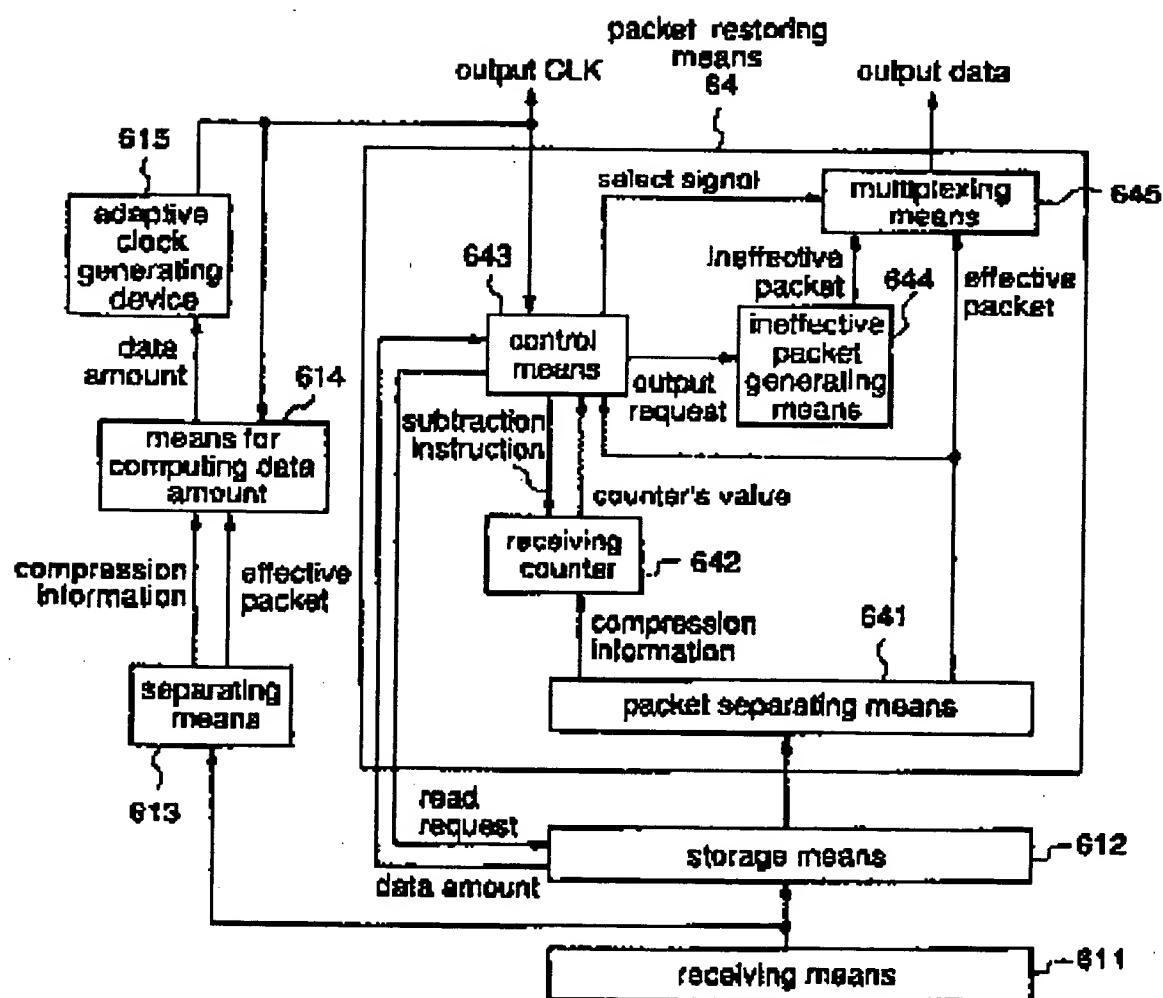 packet restoring
means
64
output CLK
output data
615
adaptive
clock
generating
device
select signal
multiplexing
means
645
643
ineffective
packet
644
effective
packet
control
means
ineffective
packet
generating
means
output
request
data
amount
614
means for
computing data
amount
subtraction
instruction
counter's value
receiving
counter
642
compression
information
effective
packet
compression
information
641
separating
means
613
packet separating means
read
request
storage means
612
data amount
receiving means
611